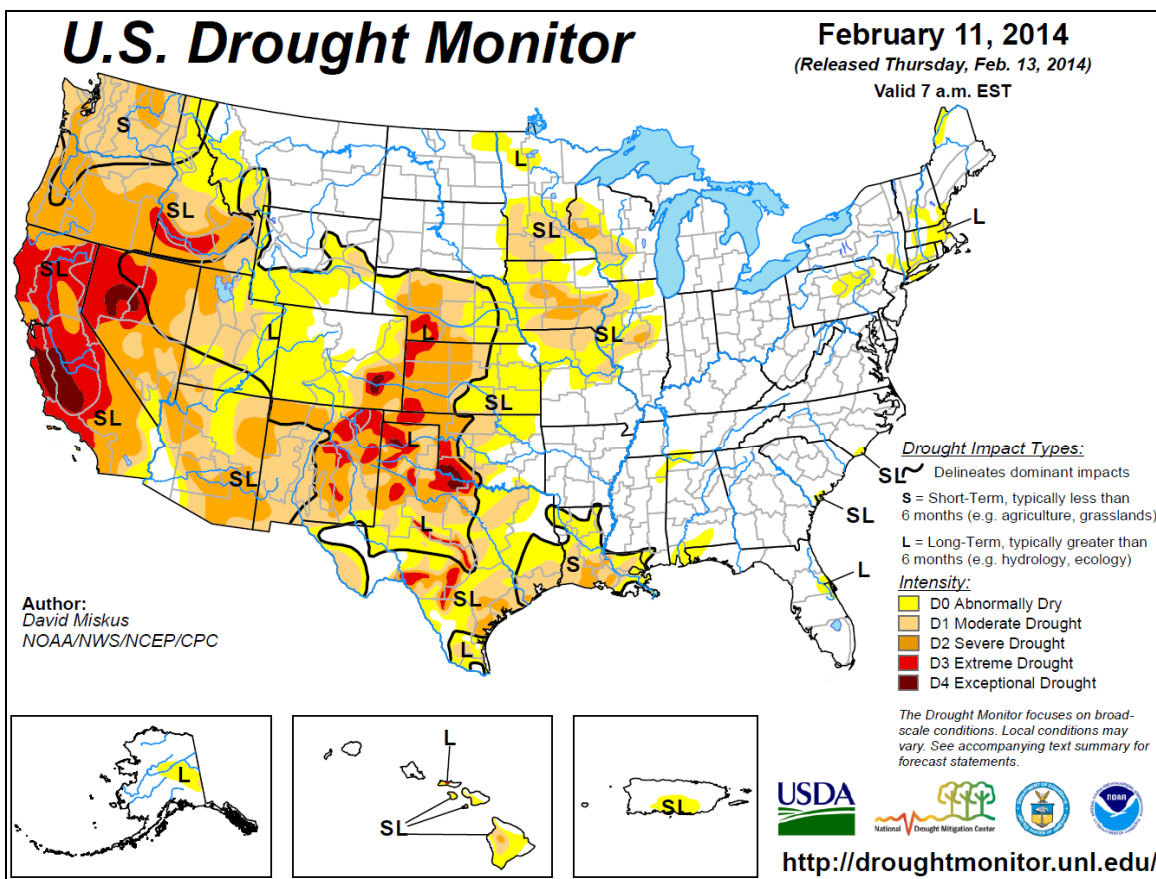 U.S. Drought Monitor
February 11, 2014
(Released Thursday, Feb. 13, 2014)
Valid 7 a.m. EST
S
L
SL
SL
L
SL
L
L
SL
SL
SL
L
SL
L
S
SL
L
SL
SL
L
Drought Impact Types:
Delineates dominant impacts
S = Short-Term, typically less than
6 months (e.g. agriculture, grasslands)
L = Long-Term, typically greater than
6 months (e.g. hydrology, ecology)
Intensity:
D0 Abnormally Dry
D1 Moderate Drought
D2 Severe Drought
D3 Extreme Drought
D4 Exceptional Drought
Author:
David Miskus
NOAA/NWS/NCEP/CPC
The Drought Monitor focuses on broad-
scale conditions. Local conditions may
vary. See accompanying text summary for
forecast statements.
L
L
SL
SL
USDA
National Drought Mitigation Center
NOAA
http://droughtmonitor.unl.edu/